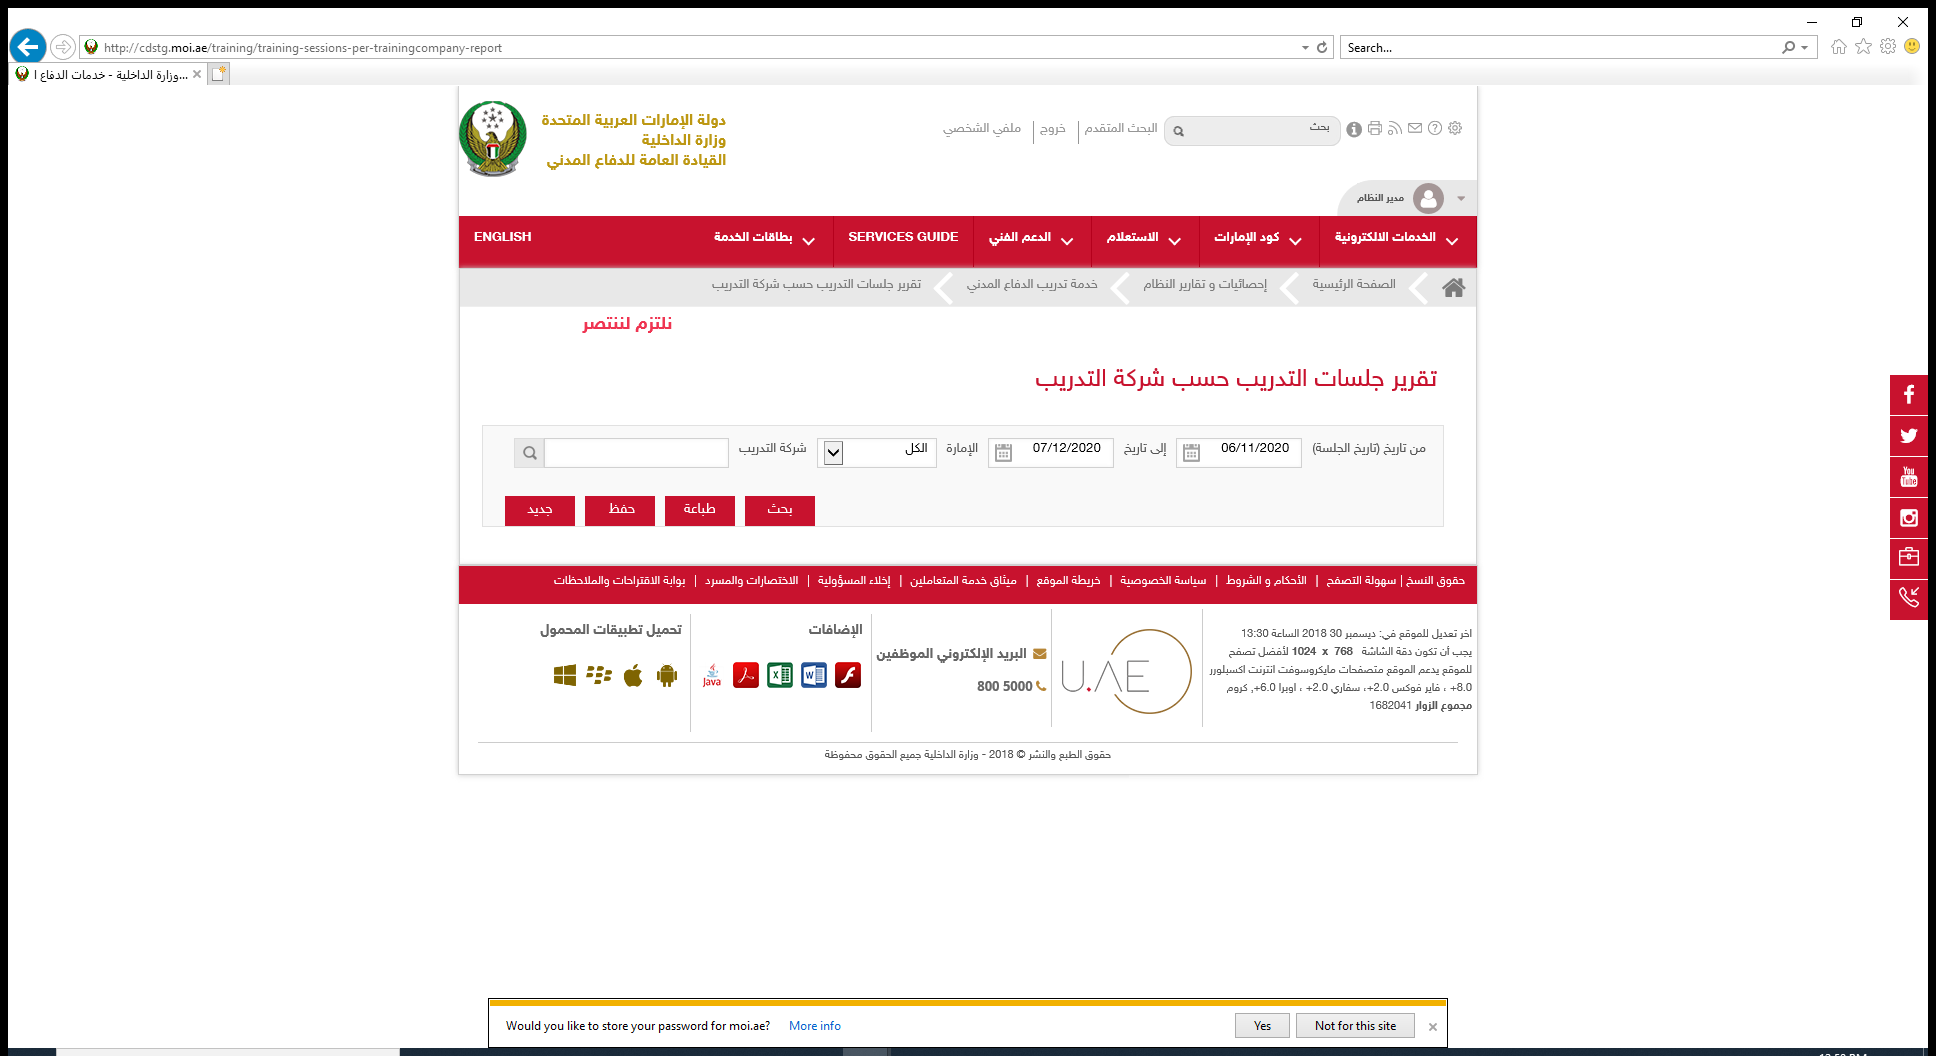 http://cdstg.moi.ae/training/training-sessions-per-trainingcompany-report
Search...
وزارة الداخلية - خدمات الدفاع ا...
دولة الإمارات العربية المتحدة
وزارة الداخلية
القيادة العامة للدفاع المدني
بحث
البحث المتقدم
خروج
ملفي الشخصي
مدير النظام
الخدمات الالكترونية
كود الإمارات
الاستعلام
الدعم الفني
SERVICES GUIDE
بطاقات الخدمة
ENGLISH
الصفحة الرئيسية
إحصائيات و تقارير النظام
خدمة تدريب الدفاع المدني
تقرير جلسات التدريب حسب شركة التدريب
نلتزم لننتصر
تقرير جلسات التدريب حسب شركة التدريب
من تاريخ (تاريخ الجلسة) 06/11/2020 إلى تاريخ 07/12/2020 الإمارة الكل شركة التدريب
بحث طباعة حفظ جديد
You Tube
حقوق النسخ | سهولة التصفح | الأحكام و الشروط | سياسة الخصوصية | خريطة الموقع | ميثاق خدمة المتعاملين | إخلاء المسؤولية | الاختصارات والمسرد | بوابة الاقتراحات والملاحظات
اخر تعديل للموقع في: ديسمبر 30 2018 الساعة 13:30
يجب أن تكون دقة الشاشة 768 x 1024 لأفضل تصفح
للموقع يدعم الموقع متصفحات مايكروسوفت انترنت اكسبلورر
8.0+ ، فاير فوكس 2.0+، سفاري 2.0+ ، اوبرا 6.0+, كروم
مجموع الزوار 1682041
U.AE
البريد الإلكتروني الموظفين
800 5000
الإضافات
Java
تحميل تطبيقات المحمول
حقوق الطبع والنشر © 2018 - وزارة الداخلية جميع الحقوق محفوظة
Would you like to store your password for moi.ae? More info Yes Not for this site